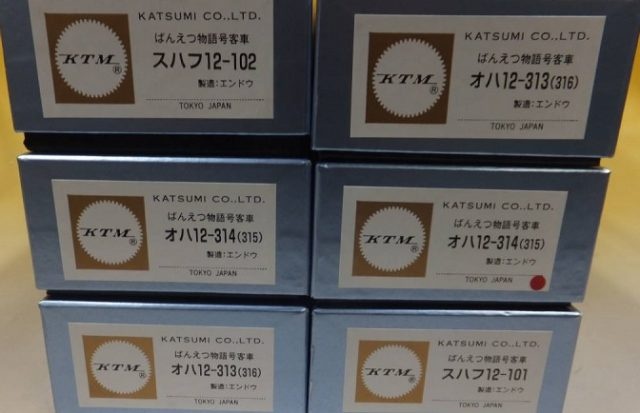 KATSUMI CO.,LTD.
ばんえつ物語号客車
スハフ12-102
製造:エンドウ
KTM®
TOKYO JAPAN
KATSUMI CO.,LTD.
ばんえつ物語号客車
オハ12-313(316)
製造:エンドウ
KTM®
TOKYO JAPAN
KATSUMI CO.,LTD.
ばんえつ物語号客車
オハ12-314(315)
製造:エンドウ
KTM®
TOKYO JAPAN
KATSUMI CO.,LTD.
ばんえつ物語号客車
オハ12-314(315)
製造:エンドウ
KTM®
TOKYO JAPAN
KATSUMI CO.,LTD.
ばんえつ物語号客車
オハ12-313(316)
製造:エンドウ
KTM®
TOKYO JAPAN
KATSUMI CO.,LTD.
ばんえつ物語号客車
スハフ12-101
製造:エンドウ
KTM®
TOKYO JAPAN